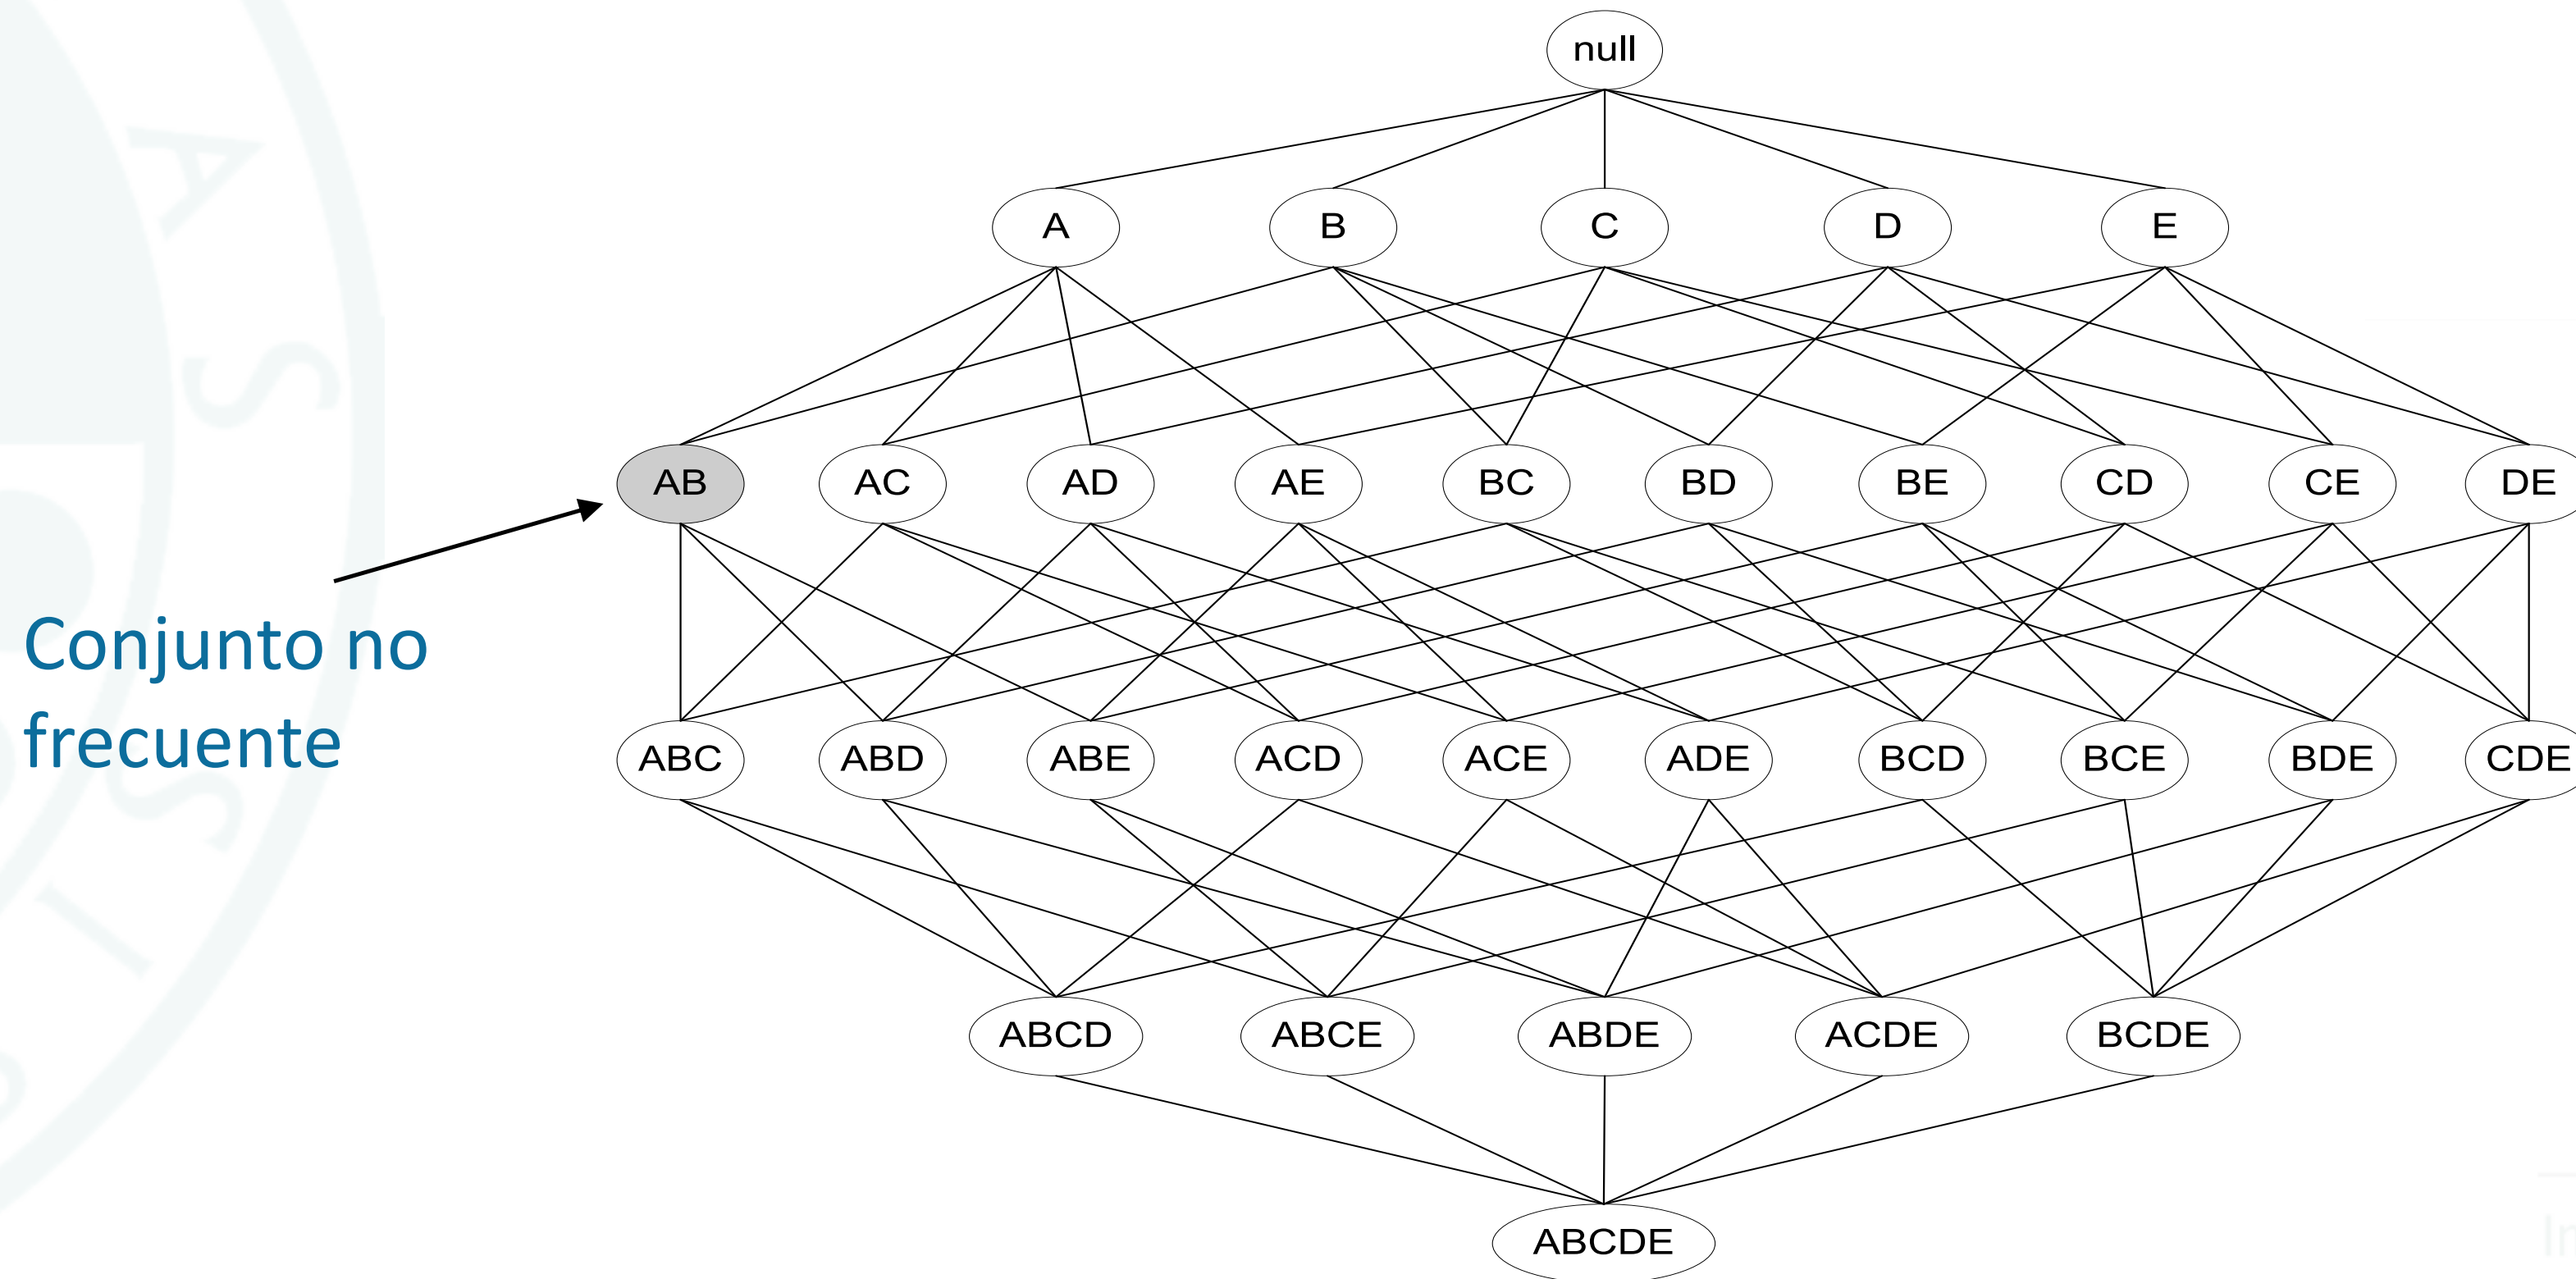 null
A B C D E
AB AC AD AE BC BD BE CD CE DE
Conjunto no
frecuente
ABC ABD ABE ACD ACE ADE BCD BCE BDE CDE
ABCD ABCE ABDE ACDE BCDE
ABCDE